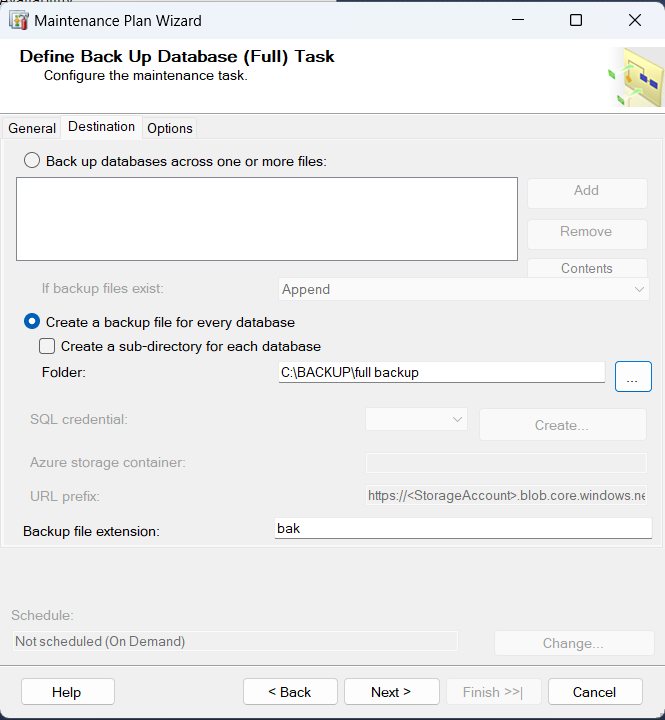 Maintenance Plan Wizard
Define Back Up Database (Full) Task
Configure the maintenance task.
General Destination Options
Back up databases across one or more files:
Add
Remove
Contents
If backup files exist: Append
Create a backup file for every database
Create a sub-directory for each database
Folder: C:\BACKUP\full backup ...
SQL credential: Create...
Azure storage container:
URL prefix: https://<StorageAccount>.blob.core.windows.ne
Backup file extension: bak
Schedule:
Not scheduled (On Demand) Change...
Help < Back Next > Finish >>| Cancel